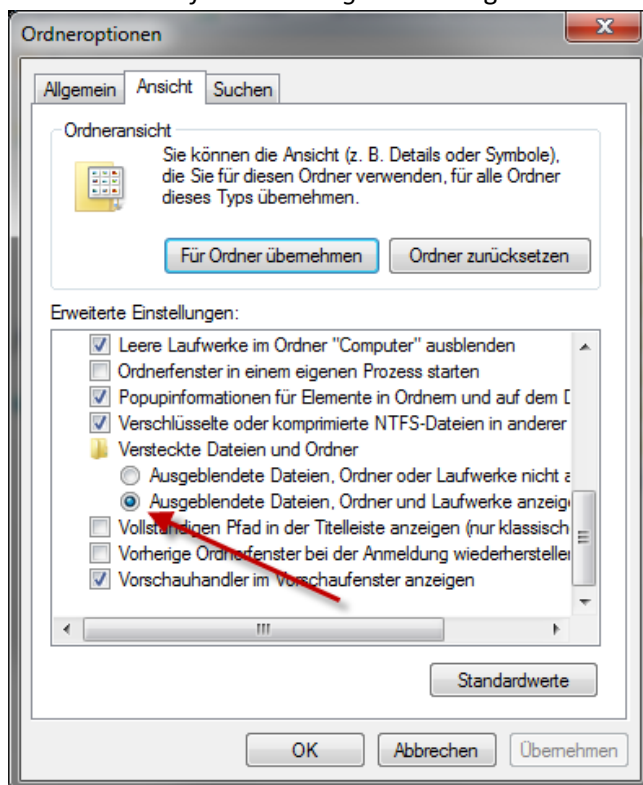 Ordneroptionen
Allgemein Ansicht Suchen
Ordneransicht
Sie können die Ansicht (z. B. Details oder Symbole),
die Sie für diesen Ordner verwenden, für alle Ordner
dieses Typs übernehmen.
Für Ordner übernehmen Ordner zurücksetzen
Erweiterte Einstellungen:
Leere Laufwerke im Ordner "Computer" ausblenden
Ordnerfenster in einem eigenen Prozess starten
Popupinformationen für Elemente in Ordnern und auf dem
Verschlüsselte oder komprimierte NTFS-Dateien in anderer
Versteckte Dateien und Ordner
Ausgeblendete Dateien, Ordner oder Laufwerke nicht
Ausgeblendete Dateien, Ordner und Laufwerke anzeig
Vollständigen Pfad in der Titelleiste anzeigen (nur klassisch
Vorherige Ordnerfenster bei der Anmeldung wiederherstellen
Vorschauhandler im Vorschaufenster anzeigen
Standardwerte
OK Abbrechen Übernehmen